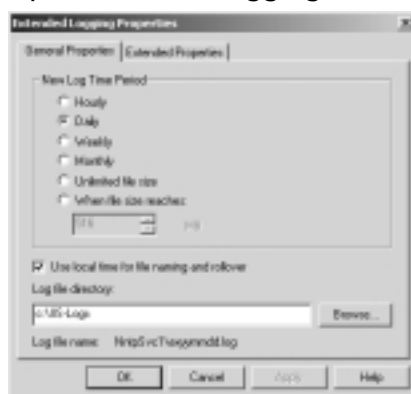 Extended Logging Properties
General Properties
Extended Properties
New Log Time Period
Hourly
Daily
Weekly
Monthly
Unlimited file size
When file size reaches:
Use local time for file naming and rollover
Log file directory:
Browse...
Log file name:
OK
Cancel
Apply
Help